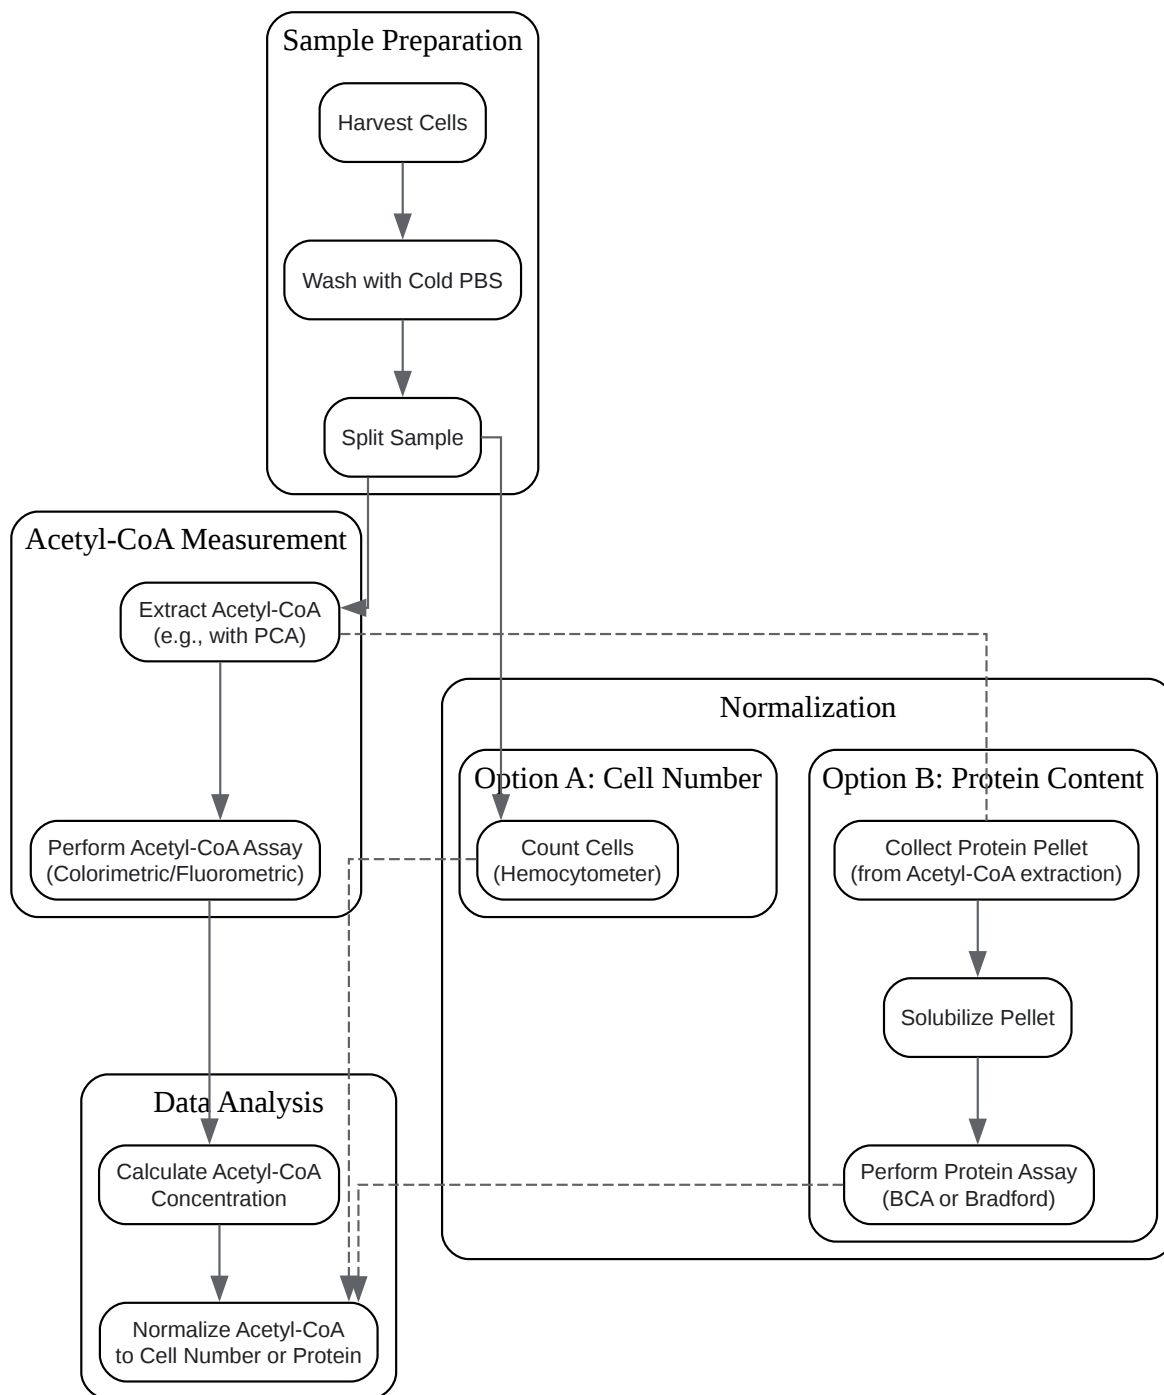 Sample Preparation
Harvest Cells
Wash with Cold PBS
Split Sample
Acetyl-CoA Measurement
Extract Acetyl-CoA
(e.g., with PCA)
Perform Acetyl-CoA Assay
(Colorimetric/Fluorometric)
Normalization
Option A: Cell Number
Count Cells
(Hemocytometer)
Option B: Protein Content
Collect Protein Pellet
(from Acetyl-CoA extraction)
Solubilize Pellet
Perform Protein Assay
(BCA or Bradford)
Data Analysis
Calculate Acetyl-CoA
Concentration
Normalize Acetyl-CoA
to Cell Number or Protein